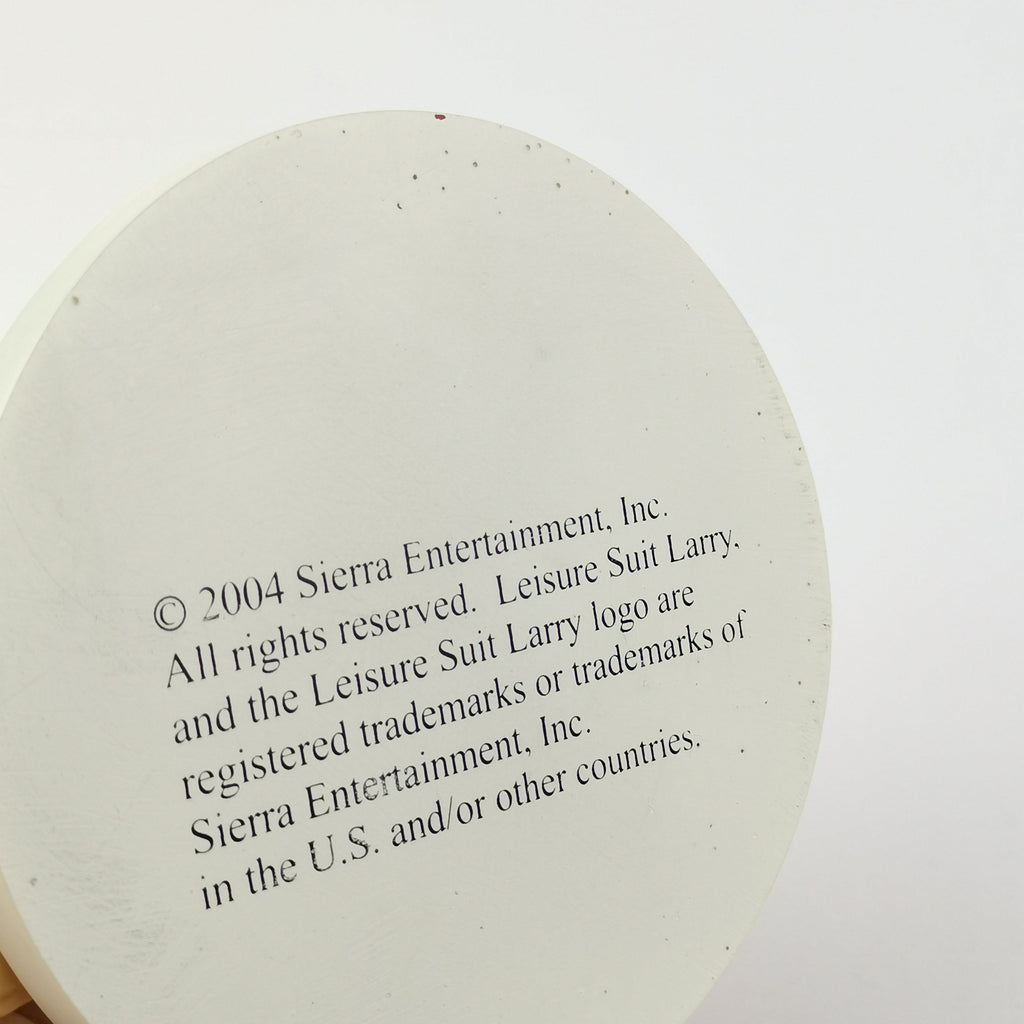 © 2004 Sierra Entertainment, Inc.
All rights reserved. Leisure Suit Larry,
and the Leisure Suit Larry logo are
registered trademarks or trademarks of
Sierra Entertainment, Inc.
in the U.S. and/or other countries.